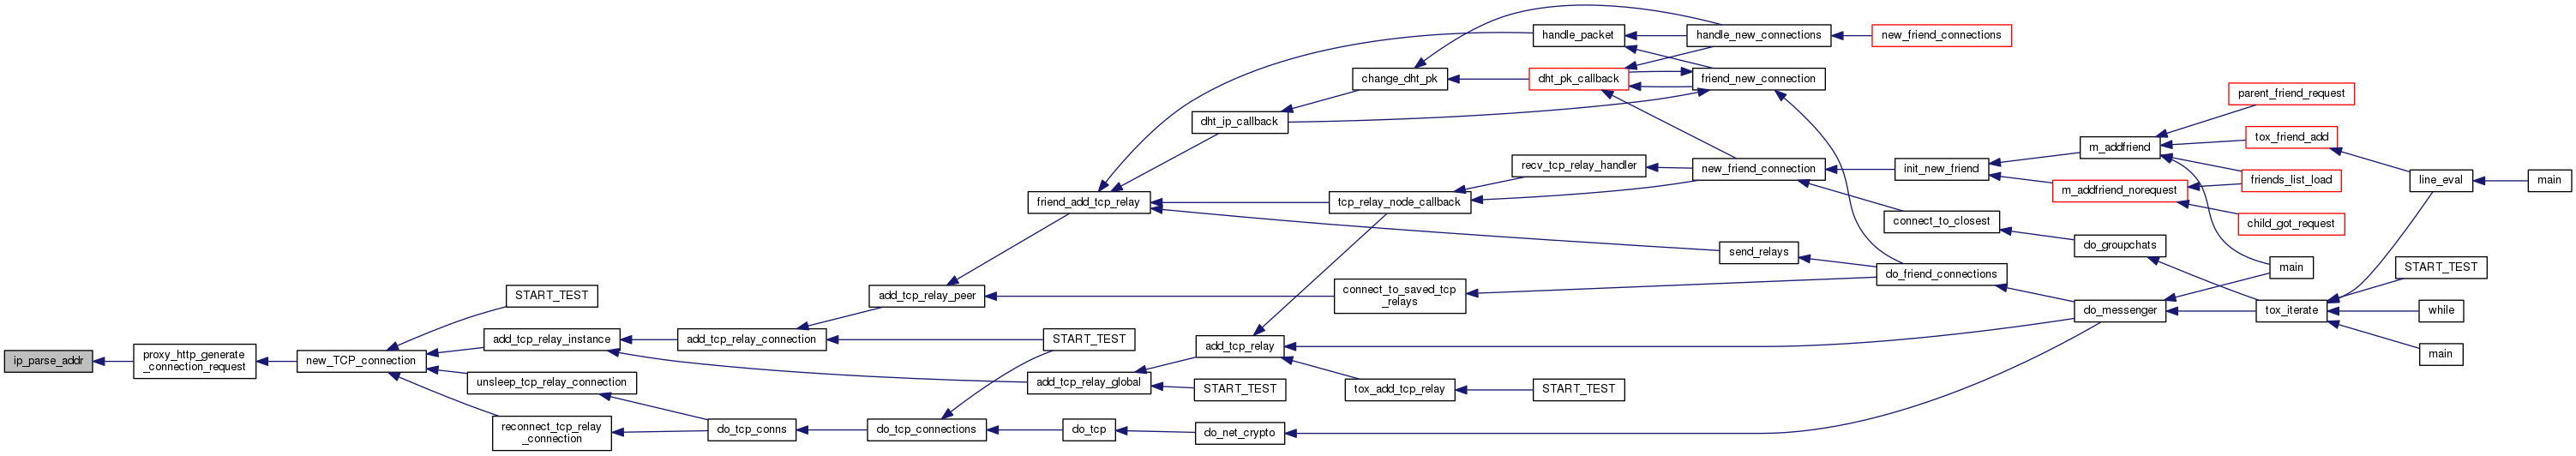 ip_parse_addr
proxy_http_generate
_connection_request
new_TCP_connection
START_TEST
add_tcp_relay_instance
unsleep_tcp_relay_connection
reconnect_tcp_relay
_connection
add_tcp_relay_connection
do_tcp_conns
add_tcp_relay_peer
do_tcp_connections
friend_add_tcp_relay
START_TEST
add_tcp_relay_global
do_tcp
dht_ip_callback
add_tcp_relay
START_TEST
do_net_crypto
change_dht_pk
tcp_relay_node_callback
connect_to_saved_tcp
_relays
tox_add_tcp_relay
handle_packet
dht_pk_callback
recv_tcp_relay_handler
START_TEST
handle_new_connections
friend_new_connection
new_friend_connection
send_relays
new_friend_connections
init_new_friend
connect_to_closest
do_friend_connections
m_addfriend
m_addfriend_norequest
do_groupchats
do_messenger
parent_friend_request
tox_friend_add
friends_list_load
child_got_request
main
tox_iterate
line_eval
START_TEST
while
main
main